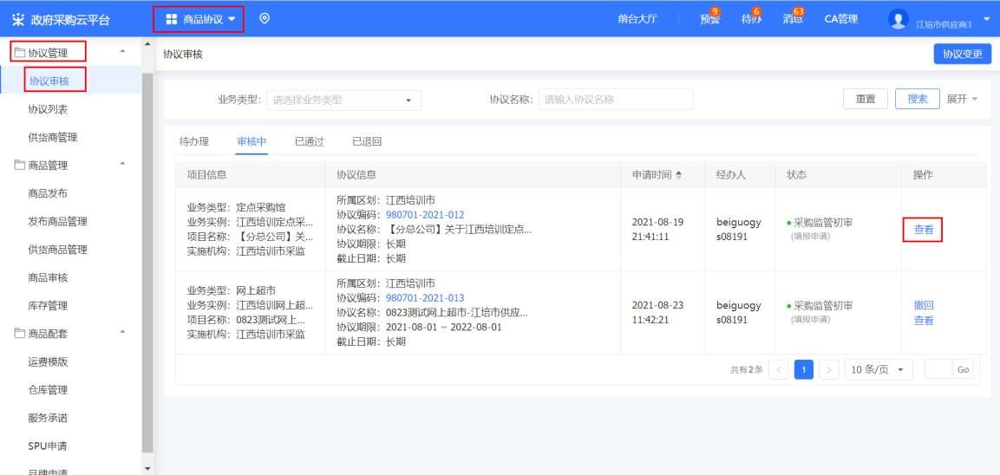 政府采购云平台
商品协议
前台大厅
预警
9
待办
6
消息
63
CA管理
江培市供应商3
协议管理
协议审核
协议列表
供货商管理
商品管理
商品发布
发布商品管理
供货商品管理
商品审核
库存管理
商品配套
运费模版
仓库管理
服务承诺
SPU申请
品牌申请
协议审核
协议变更
业务类型: 请选择业务类型
协议名称: 请输入协议名称
重置
搜索
展开
待办理 审核中 已通过 已退回
项目信息 协议信息 申请时间 经办人 状态 操作
业务类型: 定点采购馆
业务实例: 江西培训定点采...
项目名称: 【分总公司】关...
实施机构: 江西培训市采监
所属区划: 江西培训市
协议编码: 980701-2021-012
协议名称: 【分总公司】关于江西培训定点...
协议期限: 长期
截止日期: 长期
2021-08-19
21:41:11
beiguogy
s08191
采购监管初审
(填报申请)
查看
业务类型: 网上超市
业务实例: 江西培训网上超...
项目名称: 0823测试网上...
实施机构: 江西培训市采监
所属区划: 江西培训市
协议编码: 980701-2021-013
协议名称: 0823测试网上超市-江培市供应...
协议期限: 2021-08-01 ~ 2022-08-01
截止日期: 长期
2021-08-23
11:42:21
beiguogy
s08191
采购监管初审
(填报申请)
撤回
查看
共有2条 < 1 > 10 条/页 Go